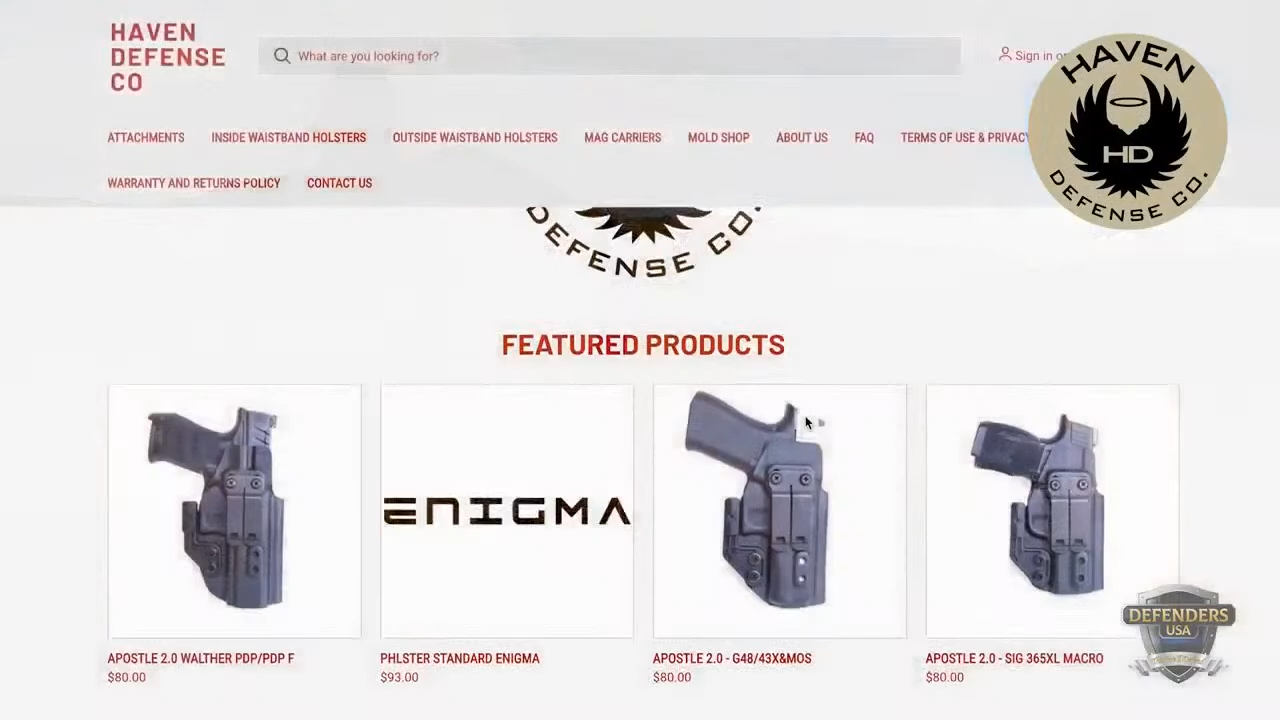 HAVEN
DEFENSE
CO
What are you looking for?
Sign in or
HAVEN
HD
DEFENSE CO.
ATTACHMENTS INSIDE WAISTBAND HOLSTERS OUTSIDE WAISTBAND HOLSTERS MAG CARRIERS MOLD SHOP ABOUT US FAQ TERMS OF USE & PRIVACY
WARRANTY AND RETURNS POLICY CONTACT US
DEFENSE CO.
FEATURED PRODUCTS
ENIGMA
DEFENDERS
USA
APOSTLE 2.0 WALTHER PDP/PDP F PHLSTER STANDARD ENIGMA APOSTLE 2.0 - G48/43X&MOS APOSTLE 2.0 - SIG 365XL MACRO
$80.00 $93.00 $80.00 $80.00